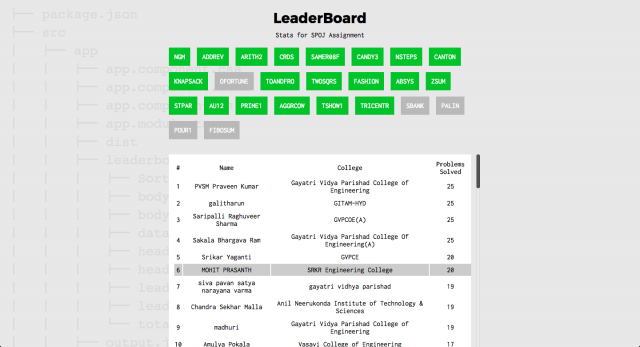 ├── package.json
├── src
├── app
├── app.compon
├── app.comp
├── app.comp
├── app.modu
├── dist
├── leaderbo
├── Sort
├── body
├── body
├── data
├── head
├── head
├── lead
└── tota
├── output.j
LeaderBoard
Stats for SPOJ Assignment
NGM ADDREV ARITH2 CRDS SAMER08F CANDY3 NSTEPS CANTON
KNAPSACK OFORTUNE TOANDFRO TWOSQRS FASHION ABSYS ZSUM
STPAR AU12 PRIME1 AGGRCOW TSHOW1 TRICENTR SBANK PALIN
POUR1 FIBOSUM
# Name College Problems Solved
1 PVSM Praveen Kumar Gayatri Vidya Parishad College of Engineering 25
2 galitharun GITAM-HYD 25
3 Saripalli Raghuveer Sharma GVPCOE(A) 25
4 Sakala Bhargava Ram Gayatri Vidya Parishad College Of Engineering(A) 25
5 Srikar Yaganti GVPCE 20
6 MOHIT PRASANTH SRKR Engineering College 20
7 siva pavan satya narayana varma gayatri vidhya parishad 19
8 Chandra Sekhar Malla Anil Neerukonda Institute of Technology & Sciences 19
9 madhuri Gayatri Vidya Parishad College of Engineering 19
10 Amulya Pokala Vasavi College of Engineering 17